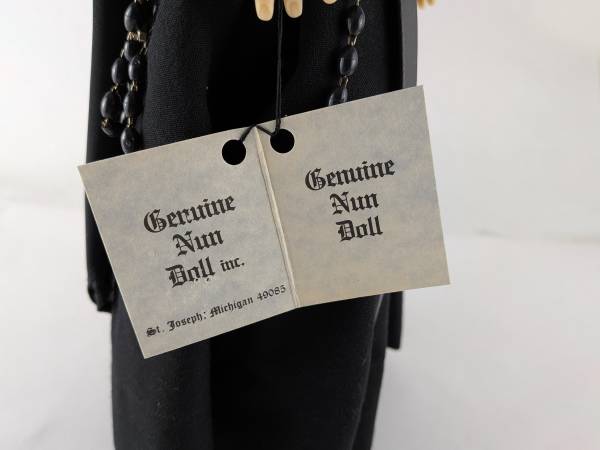 Genuine
Nun
Doll inc.
St. Joseph; Michigan 49085
Genuine
Nun
Doll